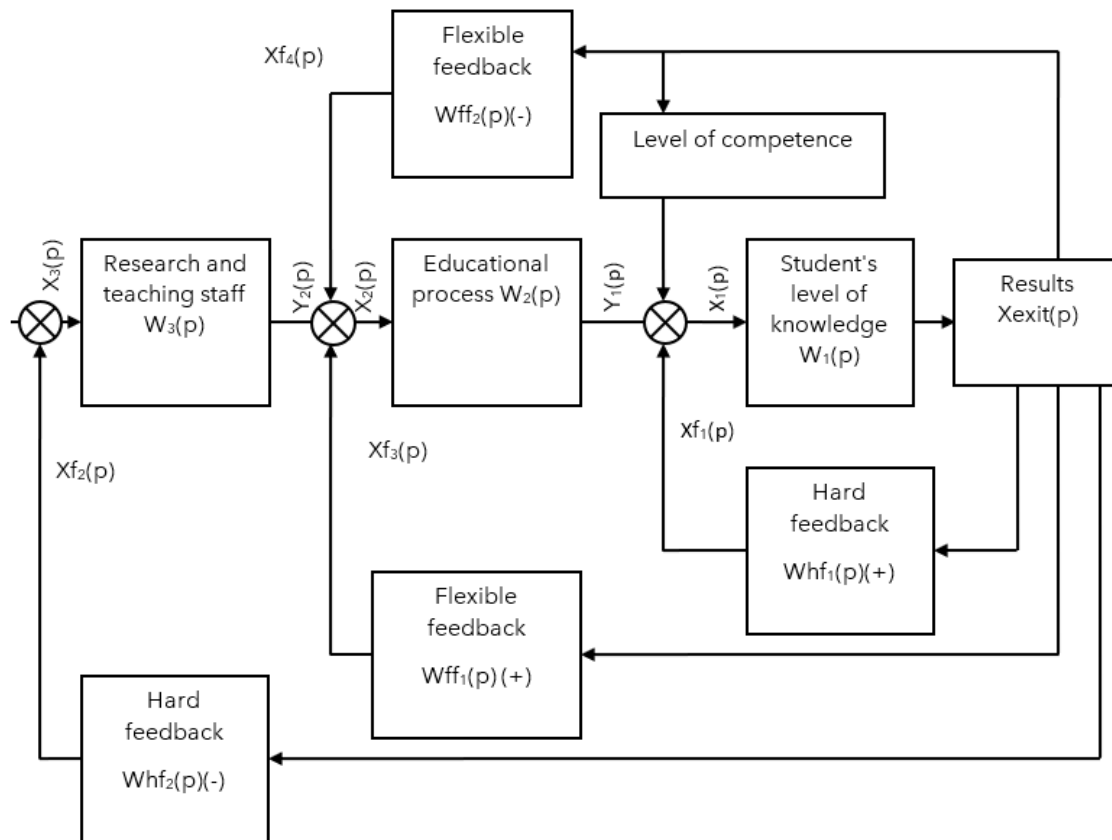 Flexible
feedback
Wff₂(p)(-)
Xf₄(p)
Level of competence
X₃(p)
Research and
teaching staff
W₃(p)
Y₂(p)
X₂(p)
Educational
process W₂(p)
Y₁(p)
X₁(p)
Student's
level of
knowledge
W₁(p)
Results
Xexit(p)
Xf₂(p)
Xf₃(p)
Xf₁(p)
Hard
feedback
Whf₁(p)(+)
Flexible
feedback
Wff₁(p)(+)
Hard
feedback
Whf₂(p)(-)